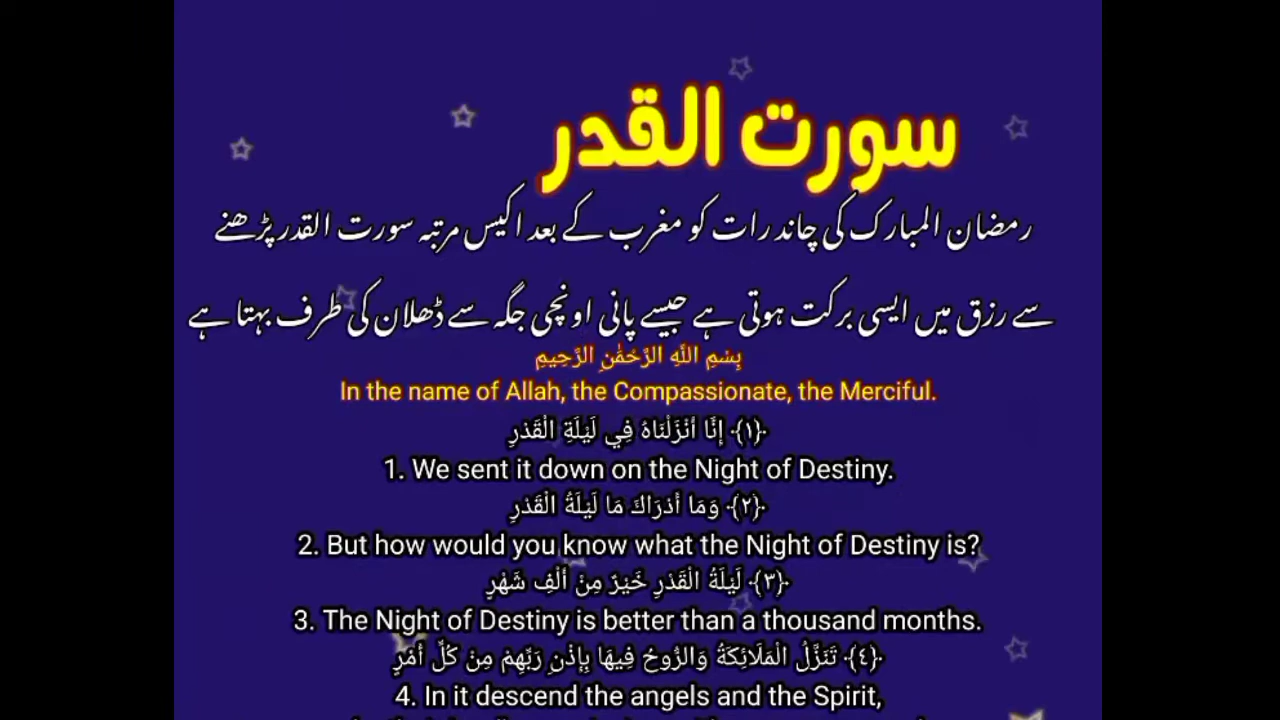 سورت القدر
رمضان المبارک کی چاند رات کو مغرب کے بعد اکیس مرتبہ سورت القدر پڑھنے
سے رزق میں ایسی برکت ہوتی ہے جیسے پانی اونچی جگہ سے ڈھلان کی طرف بہتا ہے
بِسْمِ اللَّهِ الرَّحْمَٰنِ الرَّحِيمِ
In the name of Allah, the Compassionate, the Merciful.
﴿١﴾ إِنَّا أَنْزَلْنَاهُ فِي لَيْلَةِ الْقَدْرِ
1. We sent it down on the Night of Destiny.
﴿٢﴾ وَمَا أَدْرَاكَ مَا لَيْلَةُ الْقَدْرِ
2. But how would you know what the Night of Destiny is?
﴿٣﴾ لَيْلَةُ الْقَدْرِ خَيْرٌ مِنْ أَلْفِ شَهْرٍ
3. The Night of Destiny is better than a thousand months.
﴿٤﴾ تَنَزَّلُ الْمَلَائِكَةُ وَالرُّوحُ فِيهَا بِإِذْنِ رَبِّهِمْ مِنْ كُلِّ أَمْرٍ
4. In it descend the angels and the Spirit,